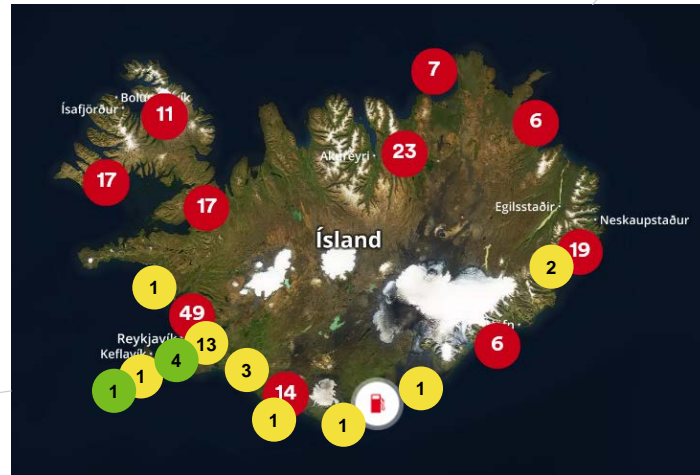 7
Bolungarvík
Ísafjörður
11
6
23
Akureyri
17
17
Egilsstaðir
Neskaupstaður
Ísland
19
2
1
49
Reykjavík
13
6
Keflavík
4
3
1
1
14
1
1
1